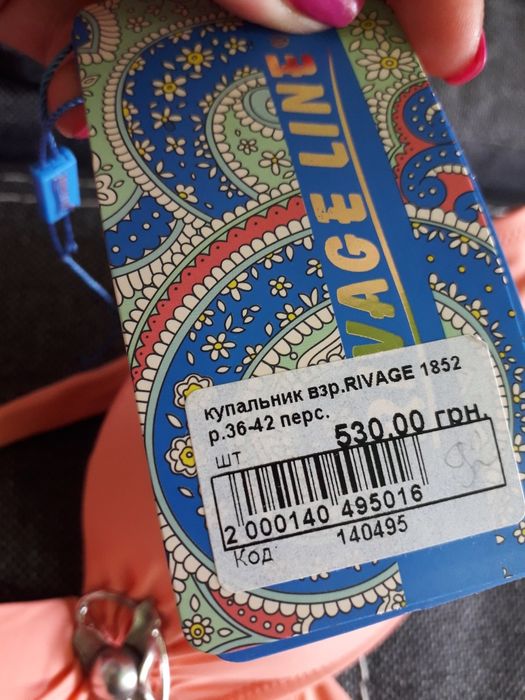 VAGE LINE®
купальник взр.RIVAGE 1852
р.36-42 перс.
530.00 грн.
шт
2 000140 495016
Код 140495